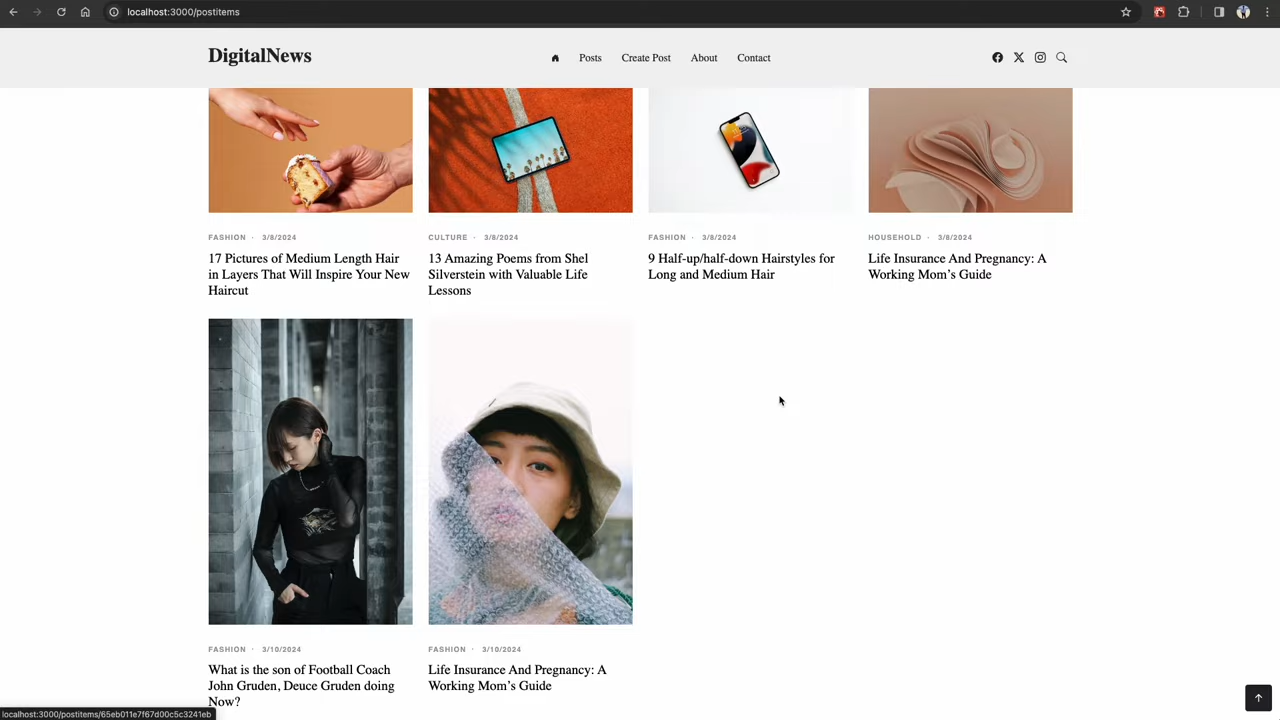 localhost:3000/postitems
DigitalNews
Posts
Create Post
About
Contact
FASHION · 3/8/2024
17 Pictures of Medium Length Hair
in Layers That Will Inspire Your New
Haircut
CULTURE · 3/8/2024
13 Amazing Poems from Shel
Silverstein with Valuable Life
Lessons
FASHION · 3/8/2024
9 Half-up/half-down Hairstyles for
Long and Medium Hair
HOUSEHOLD · 3/8/2024
Life Insurance And Pregnancy: A
Working Mom’s Guide
FASHION · 3/10/2024
What is the son of Football Coach
John Gruden, Deuce Gruden doing
Now?
FASHION · 3/10/2024
Life Insurance And Pregnancy: A
Working Mom’s Guide
localhost:3000/postitems/65eb011e7f67d00c5c3241eb